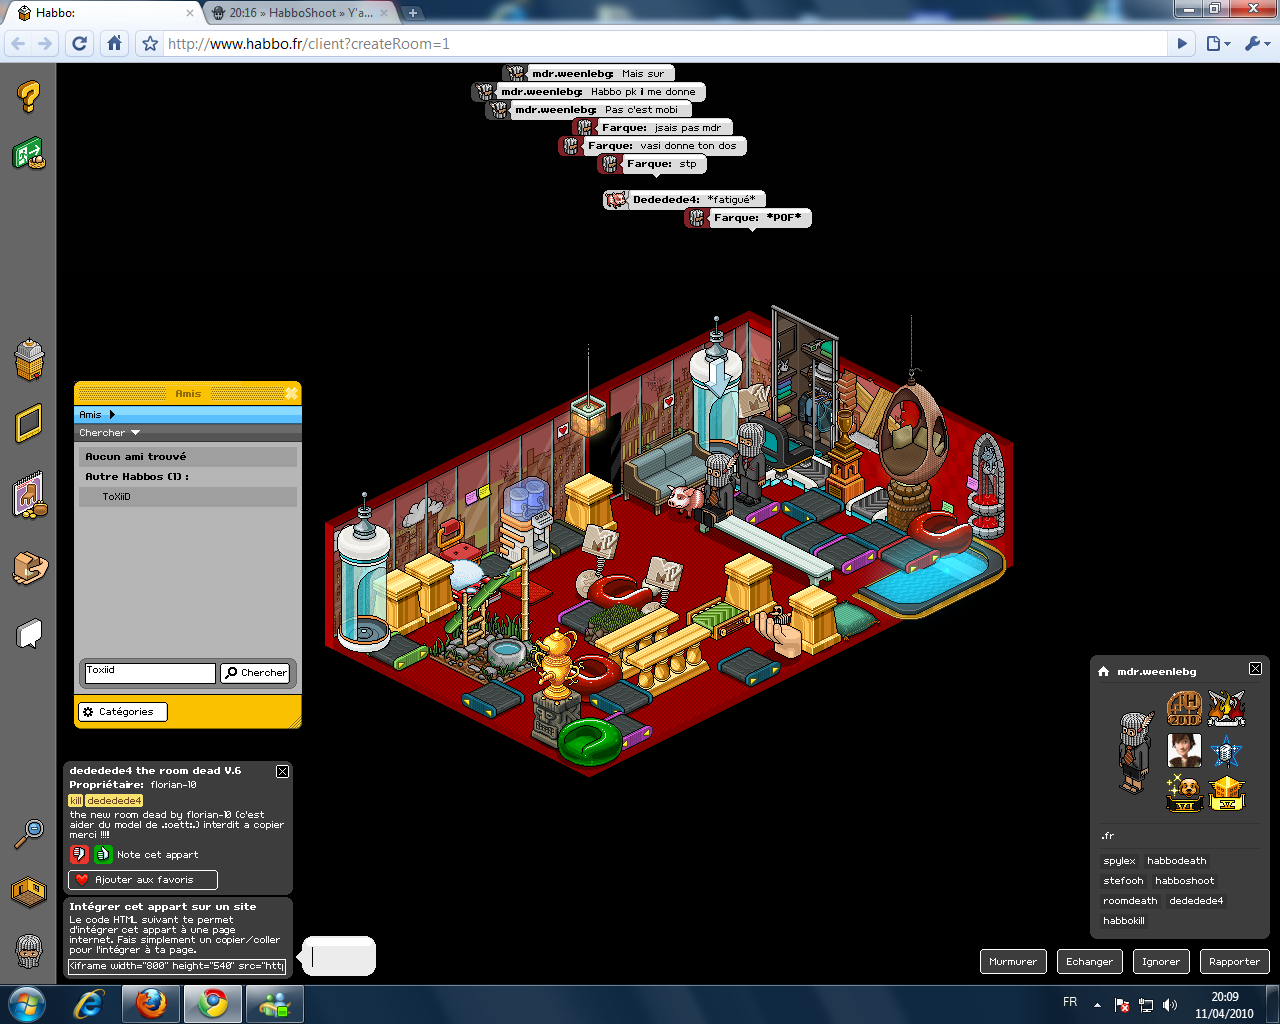 Habbo:
20:16 » HabboShoot » Y'a...
http://www.habbo.fr/client?createRoom=1
mdr.weenlebg: Mais sur
mdr.weenlebg: Habbo pk i me donne
mdr.weenlebg: Pas c'est mobi
Farque: jsais pas mdr
Farque: vasi donne ton dos
Farque: stp
Dededede4: *fatigué*
Farque: *POF*
MTV
MTV
MTV
Amis
Amis
Chercher
Aucun ami trouvé
Autre Habbos (1) :
ToXiiD
Toxiid
Chercher
Catégories
dededede4 the room dead V.6
Propriétaire: florian-10
kill dededede4
the new room dead by florian-10 (c'est
aider du model de .:oett:.) interdit a copier
merci !!!!
Note cet appart
Ajouter aux favoris
Intégrer cet appart sur un site
Le code HTML suivant te permet
d'intégrer cet appart à une page
internet. Fais simplement un copier/coller
pour l'intégrer à ta page.
<iframe width="800" height="540" src="http
mdr.weenlebg
2010
.fr
spylex habbodeath
stefooh habboshoot
roomdeath dededede4
habbokill
Murmurer Echanger Ignorer Rapporter
FR
20:09
11/04/2010